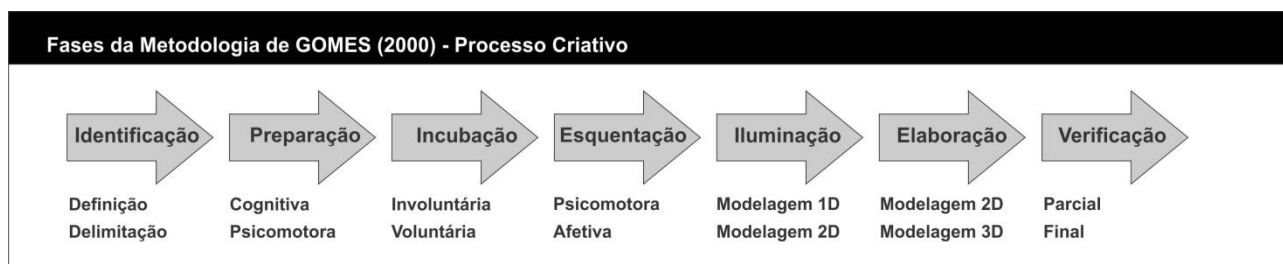 Fases da Metodologia de GOMES (2000) - Processo Criativo
Identificação
Preparação
Incubação
Esquentação
Iluminação
Elaboração
Verificação
Definição
Delimitação
Cognitiva
Psicomotora
Involuntária
Voluntária
Psicomotora
Afetiva
Modelagem 1D
Modelagem 2D
Modelagem 2D
Modelagem 3D
Parcial
Final